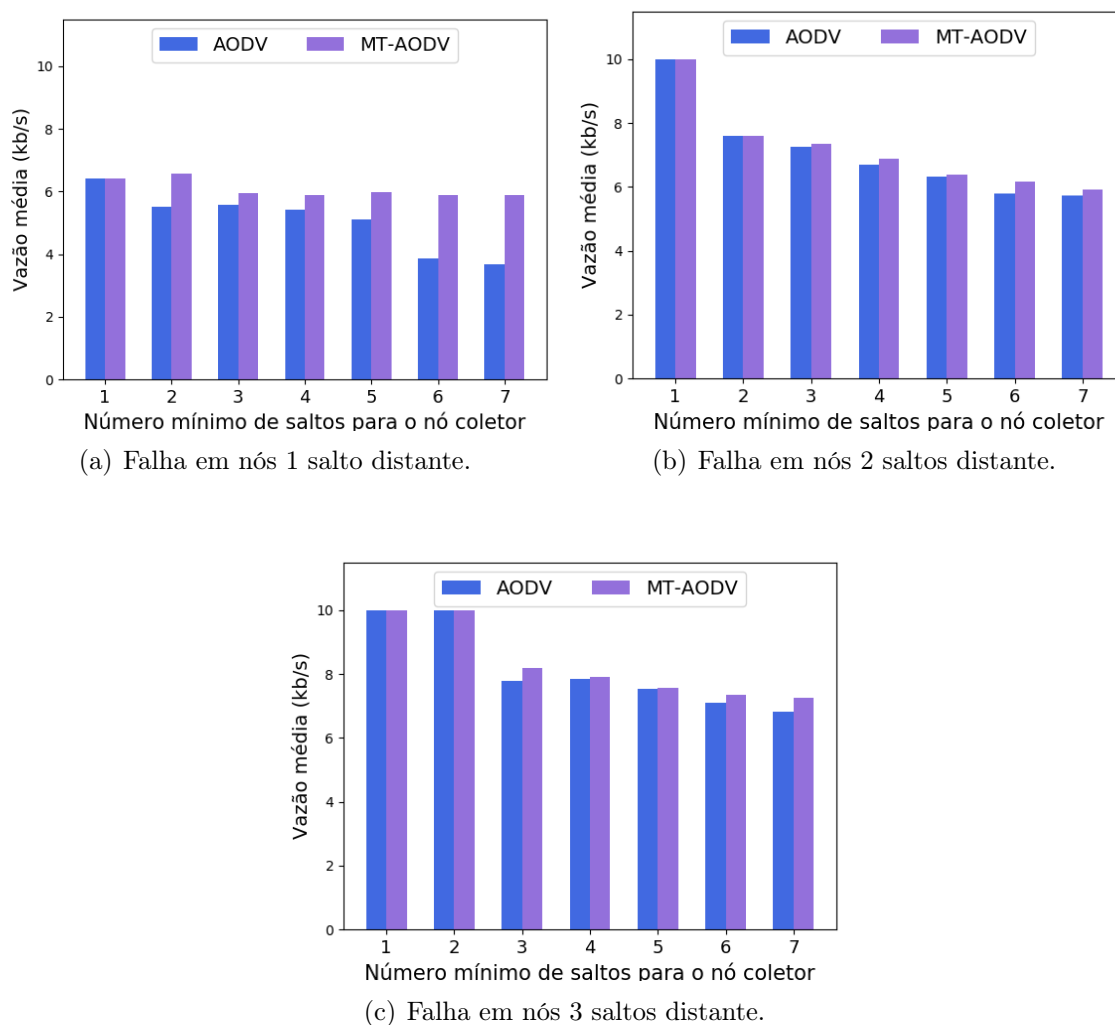 AODV MT-AODV
10
8
6
4
2
0
Vazão média (kb/s)
1 2 3 4 5 6 7
Número mínimo de saltos para o nó coletor
(a) Falha em nós 1 salto distante.
AODV MT-AODV
10
8
6
4
2
0
Vazão média (kb/s)
1 2 3 4 5 6 7
Número mínimo de saltos para o nó coletor
(b) Falha em nós 2 saltos distante.
AODV MT-AODV
10
8
6
4
2
0
Vazão média (kb/s)
1 2 3 4 5 6 7
Número mínimo de saltos para o nó coletor
(c) Falha em nós 3 saltos distante.